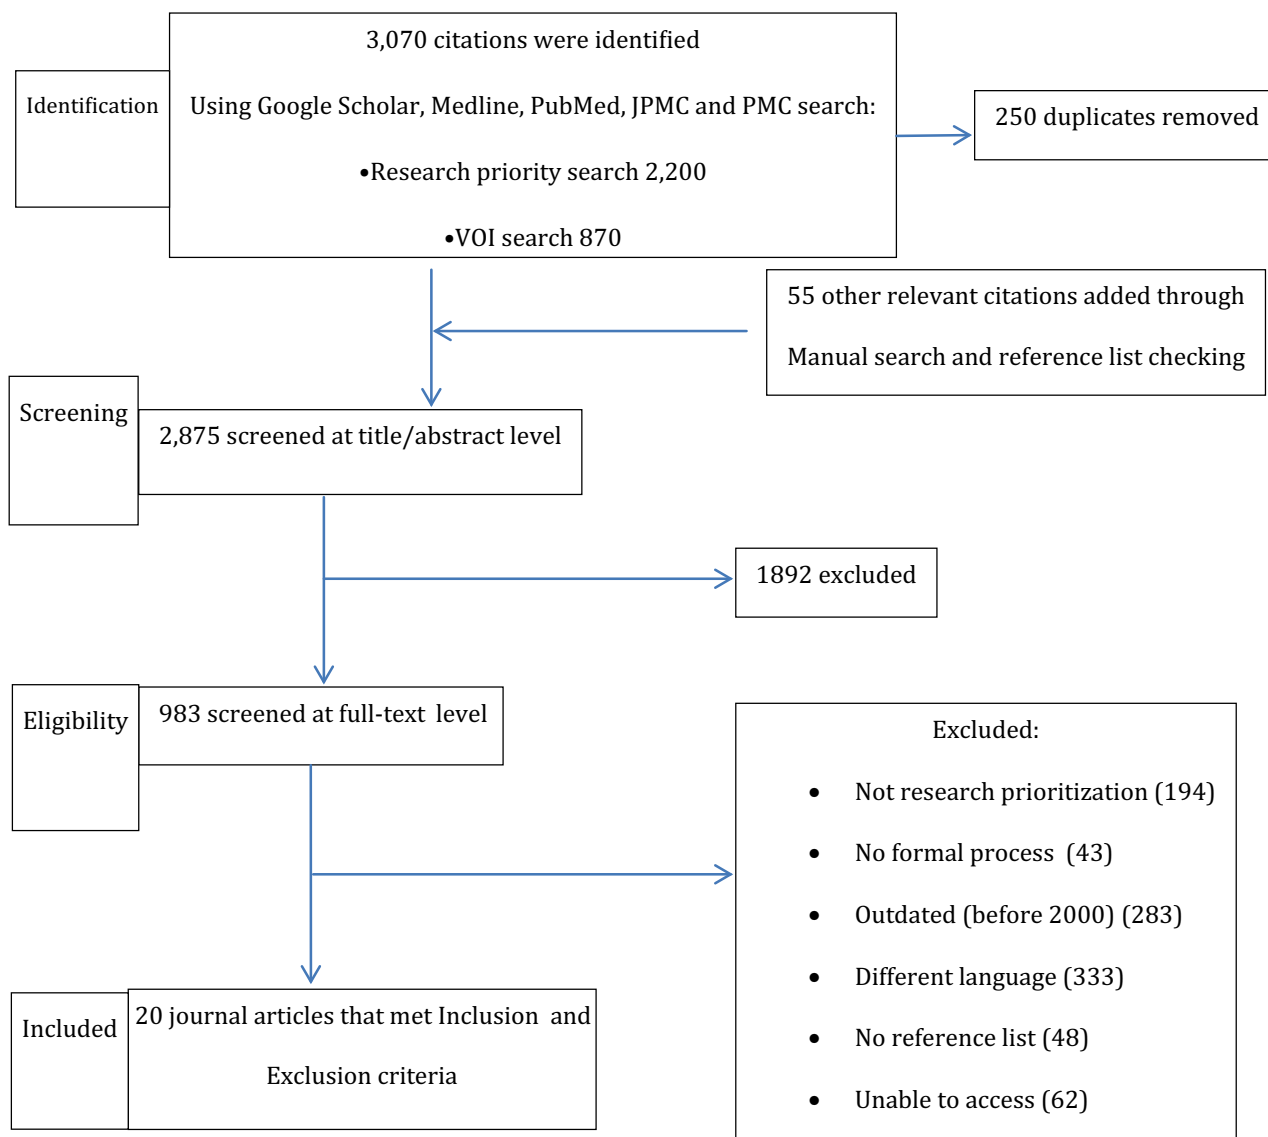 3,070 citations were identified
Identification
Using Google Scholar, Medline, PubMed, JPMC and PMC search:
•Research priority search 2,200
•VOI search 870
250 duplicates removed
55 other relevant citations added through
Manual search and reference list checking
Screening
2,875 screened at title/abstract level
1892 excluded
Eligibility
983 screened at full-text level
Excluded:
• Not research prioritization (194)
• No formal process (43)
• Outdated (before 2000) (283)
• Different language (333)
• No reference list (48)
• Unable to access (62)
Included
20 journal articles that met Inclusion and
Exclusion criteria